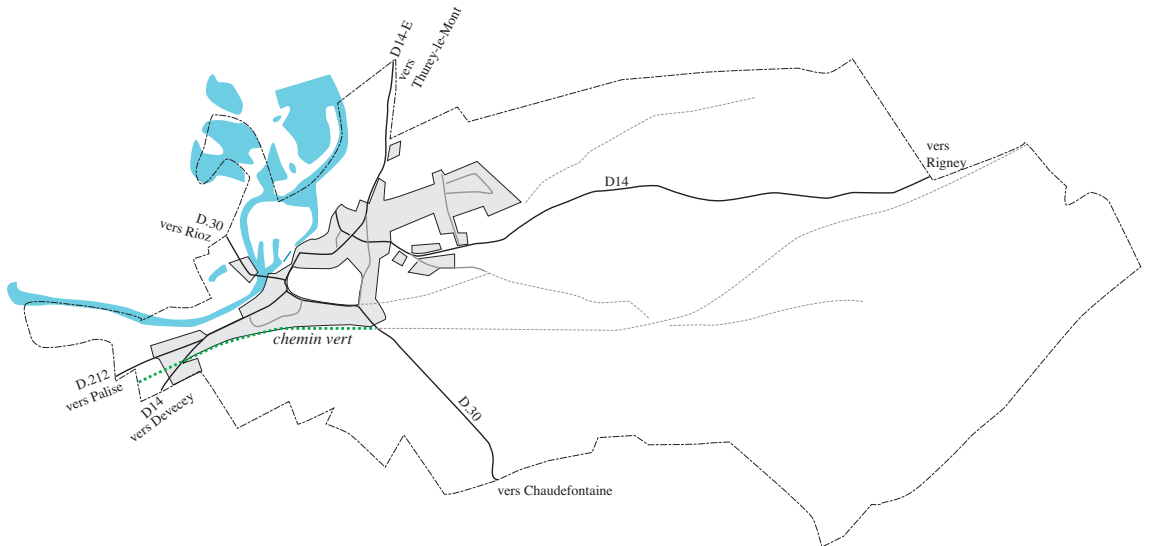 D14-E
vers
Thurey-le-Mont
vers
Rigney
D14
D.30
vers Rioz
chemin vert
D.212
vers Palise
D14
vers Devecey
D.30
vers Chaudefontaine